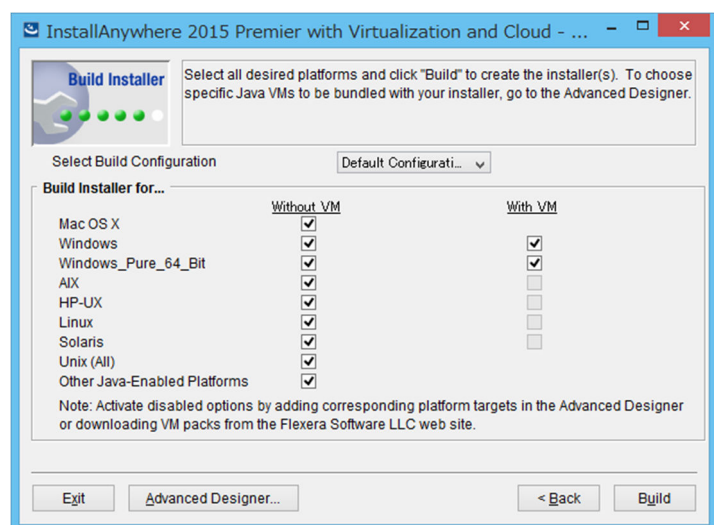 InstallAnywhere 2015 Premier with Virtualization and Cloud - ...
Build Installer
Select all desired platforms and click "Build" to create the installer(s). To choose
specific Java VMs to be bundled with your installer, go to the Advanced Designer.
Select Build Configuration
Default Configurati...
Build Installer for...
Without VM
With VM
Mac OS X
Windows
Windows_Pure_64_Bit
AIX
HP-UX
Linux
Solaris
Unix (All)
Other Java-Enabled Platforms
Note: Activate disabled options by adding corresponding platform targets in the Advanced Designer
or downloading VM packs from the Flexera Software LLC web site.
Exit
Advanced Designer...
< Back
Build